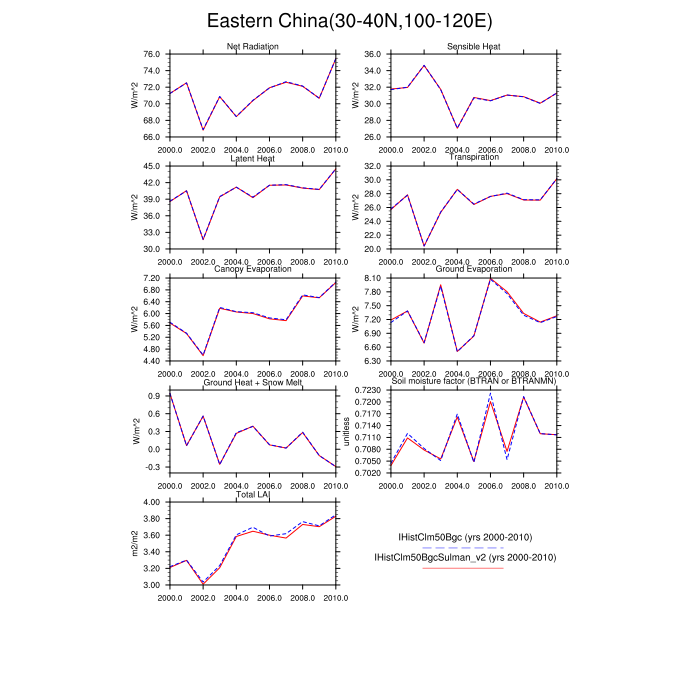 Eastern China(30-40N,100-120E)
Net Radiation
Sensible Heat
76.0
74.0
72.0
70.0
68.0
66.0
W/m^2
2000.0 2002.0 2004.0 2006.0 2008.0 2010.0
36.0
34.0
32.0
30.0
28.0
26.0
W/m^2
2000.0 2002.0 2004.0 2006.0 2008.0 2010.0
Latent Heat
Transpiration
45.0
42.0
39.0
36.0
33.0
30.0
W/m^2
2000.0 2002.0 2004.0 2006.0 2008.0 2010.0
32.0
30.0
28.0
26.0
24.0
22.0
20.0
W/m^2
2000.0 2002.0 2004.0 2006.0 2008.0 2010.0
Canopy Evaporation
Ground Evaporation
7.20
6.80
6.40
6.00
5.60
5.20
4.80
4.40
W/m^2
2000.0 2002.0 2004.0 2006.0 2008.0 2010.0
8.10
7.80
7.50
7.20
6.90
6.60
6.30
W/m^2
2000.0 2002.0 2004.0 2006.0 2008.0 2010.0
Ground Heat + Snow Melt
Soil moisture factor (BTRAN or BTRANMN)
0.9
0.6
0.3
0.0
-0.3
W/m^2
2000.0 2002.0 2004.0 2006.0 2008.0 2010.0
0.7230
0.7200
0.7170
0.7140
0.7110
0.7080
0.7050
0.7020
unitless
2000.0 2002.0 2004.0 2006.0 2008.0 2010.0
Total LAI
4.00
3.80
3.60
3.40
3.20
3.00
m2/m2
2000.0 2002.0 2004.0 2006.0 2008.0 2010.0
IHistClm50Bgc (yrs 2000-2010)
IHistClm50BgcSulman_v2 (yrs 2000-2010)